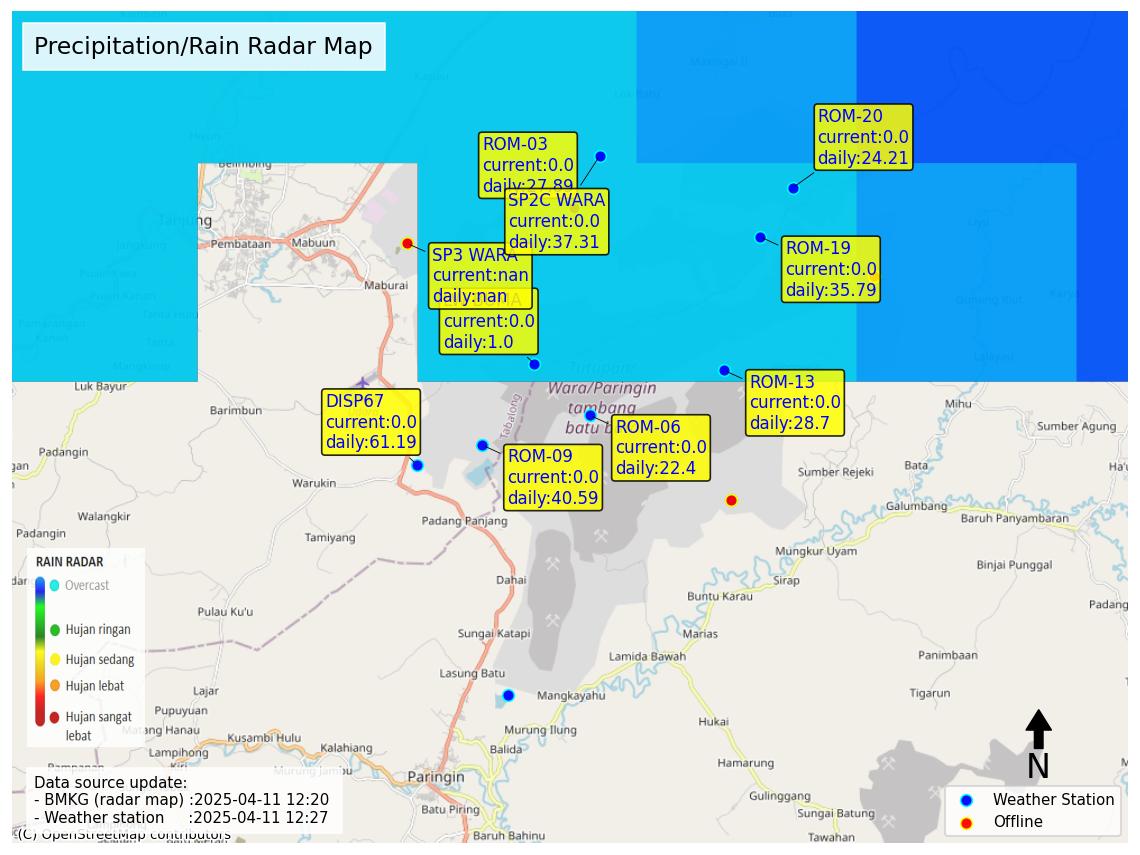 Precipitation/Rain Radar Map
ROM-20
current:0.0
daily:24.21
ROM-03
current:0.0
daily:27.89
SP2C WARA
current:0.0
daily:37.31
ROM-19
current:0.0
daily:35.79
SP3 WARA
current:nan
daily:nan
current:0.0
daily:1.0
ROM-13
current:0.0
daily:28.7
DISP67
current:0.0
daily:61.19
ROM-06
current:0.0
daily:22.4
ROM-09
current:0.0
daily:40.59
Belimbing
Tanjung
Pembataan
Mabuun
Maburai
Luk Bayur
Barimbun
Tutupan
Wara/Paringin
tambang
batu b
Tabalong
Mihu
Sumber Agung
Padangin
Warukin
Sumber Rejeki
Bata
Galumbang
Baruh Panyambaran
Walangkir
Padangin
Tamiyang
Padang Panjang
Mungkur Uyam
Binjai Punggal
Dahai
Sirap
Buntu Karau
Padang
Pulau Ku'u
Sungai Katapi
Marias
Lamida Bawah
Panimbaan
Lasung Batu
Lajar
Mangkayahu
Tigarun
Pupuyuan
Matang Hanau
Murung Ilung
Hukai
Lampihong
Kusambi Hulu
Kalahiang
Balida
Hamarung
Murung Jambu
Paringin
Batu Piring
Gulinggang
Sungai Batung
Baruh Bahinu
Tawahan
RAIN RADAR
Overcast
Hujan ringan
Hujan sedang
Hujan lebat
Hujan sangat
lebat
Data source update:
- BMKG (radar map) :2025-04-11 12:20
- Weather station :2025-04-11 12:27
(C) OpenStreetMap contributors
N
Weather Station
Offline